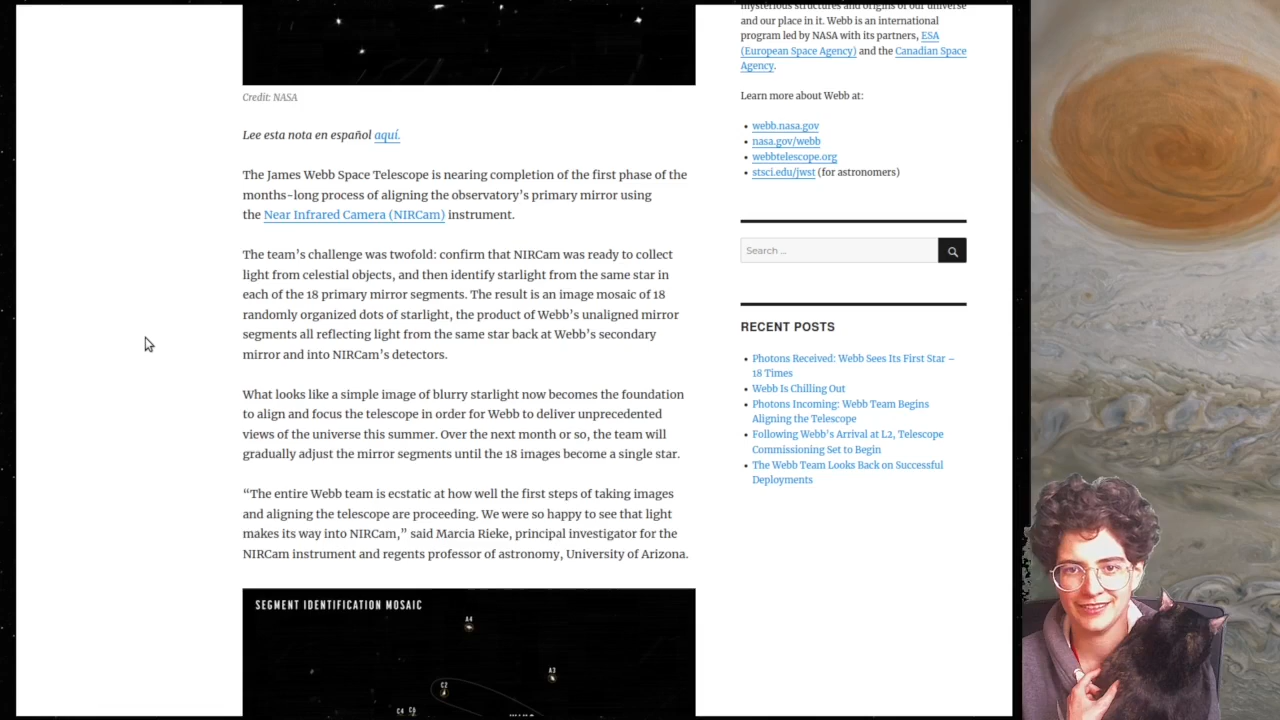 Credit: NASA
Lee esta nota en español aquí.
The James Webb Space Telescope is nearing completion of the first phase of the
months-long process of aligning the observatory’s primary mirror using
the Near Infrared Camera (NIRCam) instrument.
The team’s challenge was twofold: confirm that NIRCam was ready to collect
light from celestial objects, and then identify starlight from the same star in
each of the 18 primary mirror segments. The result is an image mosaic of 18
randomly organized dots of starlight, the product of Webb’s unaligned mirror
segments all reflecting light from the same star back at Webb’s secondary
mirror and into NIRCam’s detectors.
What looks like a simple image of blurry starlight now becomes the foundation
to align and focus the telescope in order for Webb to deliver unprecedented
views of the universe this summer. Over the next month or so, the team will
gradually adjust the mirror segments until the 18 images become a single star.
“The entire Webb team is ecstatic at how well the first steps of taking images
and aligning the telescope are proceeding. We were so happy to see that light
makes its way into NIRCam,” said Marcia Rieke, principal investigator for the
NIRCam instrument and regents professor of astronomy, University of Arizona.
SEGMENT IDENTIFICATION MOSAIC
A4
A3
C2
C4 C6
mysterious structures and origins of our universe
and our place in it. Webb is an international
program led by NASA with its partners, ESA
(European Space Agency) and the Canadian Space
Agency.
Learn more about Webb at:
• webb.nasa.gov
• nasa.gov/webb
• webbtelescope.org
• stsci.edu/jwst (for astronomers)
Search ...
RECENT POSTS
• Photons Received: Webb Sees Its First Star –
18 Times
• Webb Is Chilling Out
• Photons Incoming: Webb Team Begins
Aligning the Telescope
• Following Webb’s Arrival at L2, Telescope
Commissioning Set to Begin
• The Webb Team Looks Back on Successful
Deployments